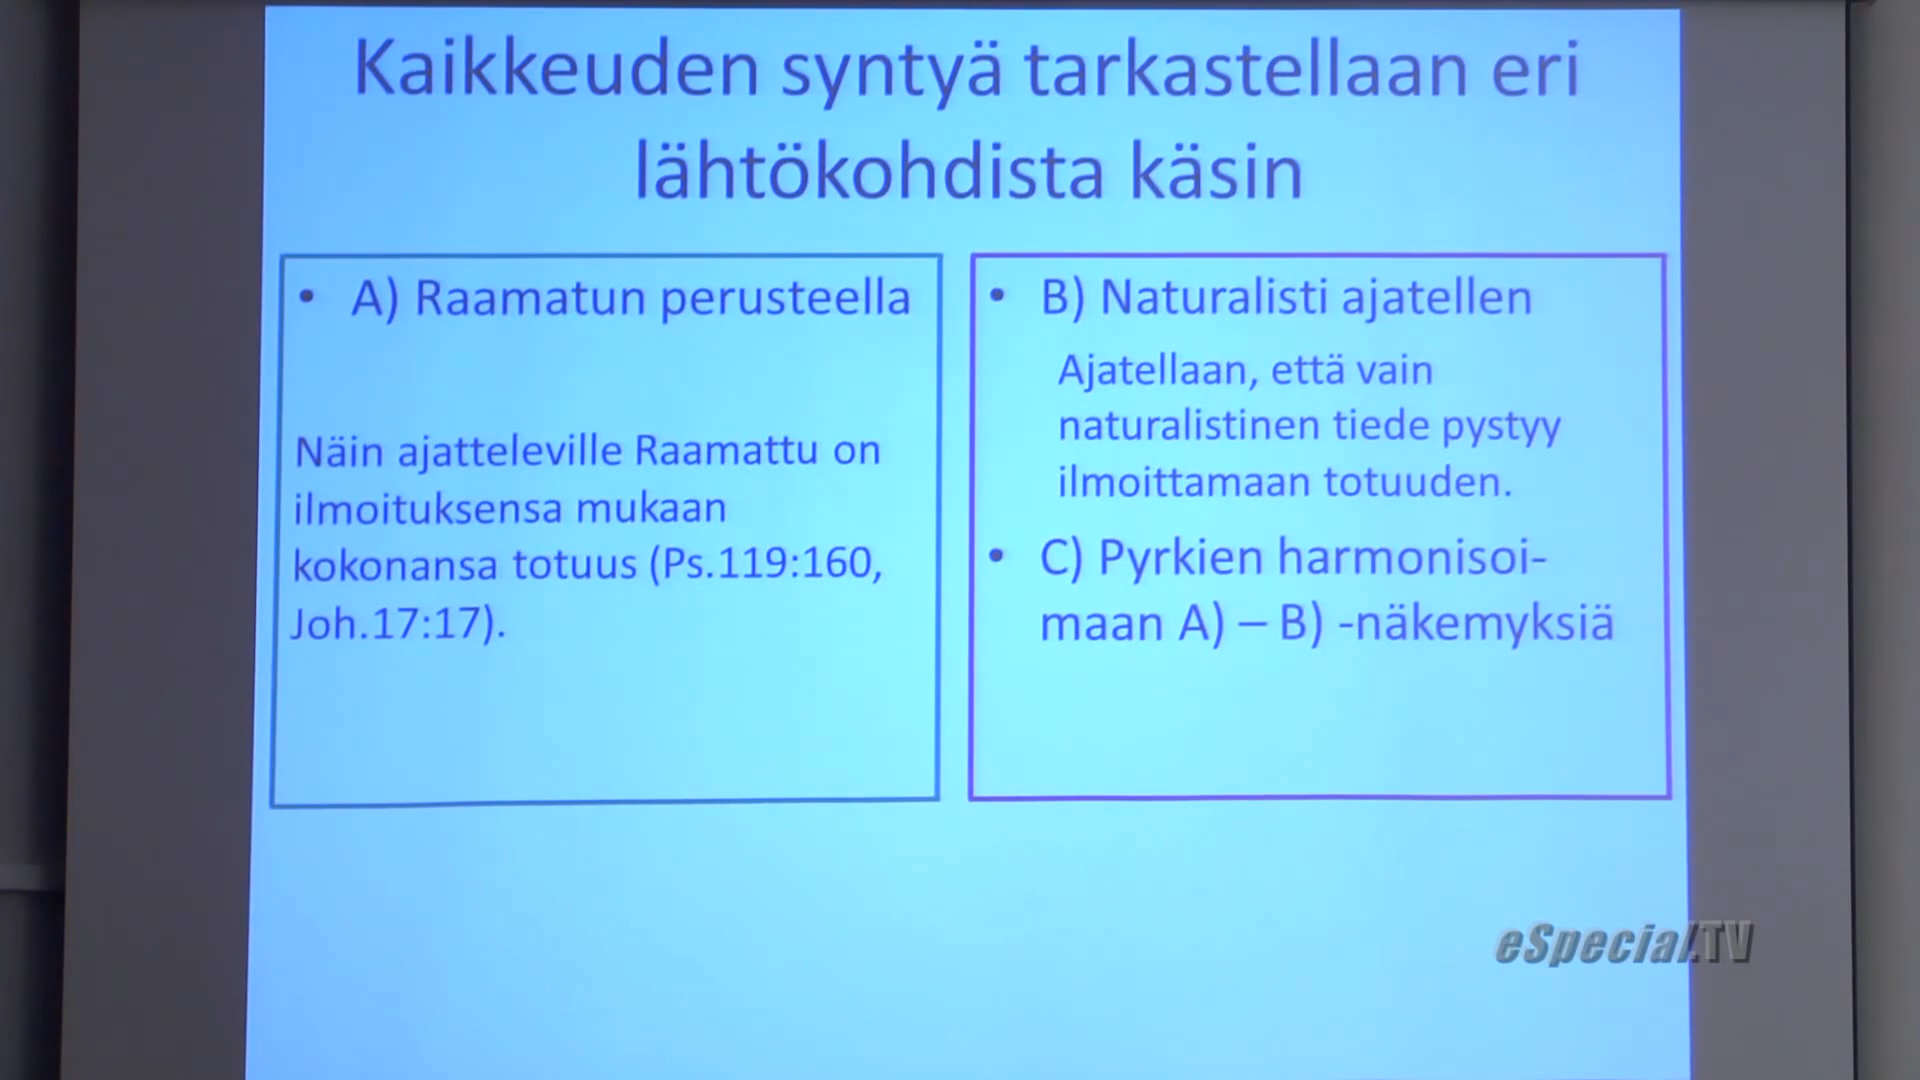 Kaikkeuden syntyä tarkastellaan eri
lähtökohdista käsin
• A) Raamatun perusteella
Näin ajatteleville Raamattu on
ilmoituksensa mukaan
kokonansa totuus (Ps.119:160,
Joh.17:17).
• B) Naturalisti ajatellen
Ajatellaan, että vain
naturalistinen tiede pystyy
ilmoittamaan totuuden.
• C) Pyrkien harmonisoi-
maan A) – B) -näkemyksiä
eSpecial.TV